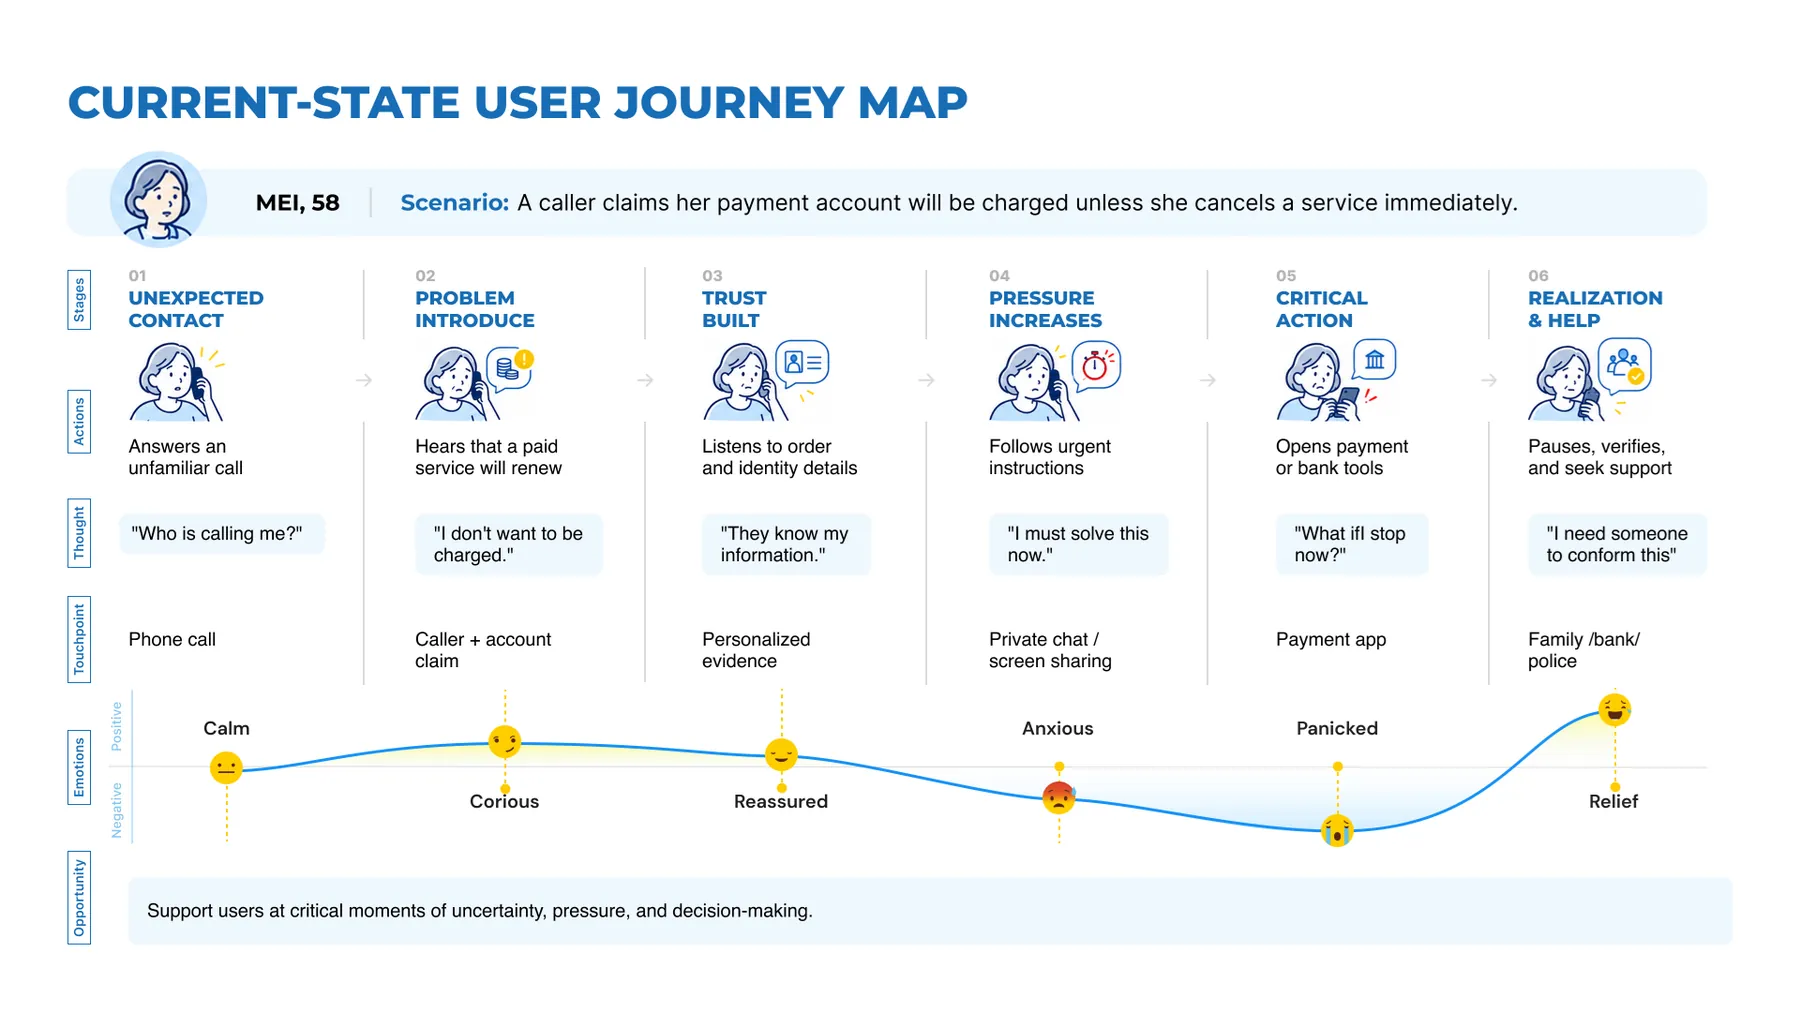 CURRENT-STATE USER JOURNEY MAP
MEI, 58
Scenario: A caller claims her payment account will be charged unless she cancels a service immediately.
Stages
01
UNEXPECTED
CONTACT
02
PROBLEM
INTRODUCE
03
TRUST
BUILT
04
PRESSURE
INCREASES
05
CRITICAL
ACTION
06
REALIZATION
& HELP
Actions
Answers an
unfamiliar call
Hears that a paid
service will renew
Listens to order
and identity details
Follows urgent
instructions
Opens payment
or bank tools
Pauses, verifies,
and seek support
Thought
"Who is calling me?"
"I don't want to be
charged."
"They know my
information."
"I must solve this
now."
"What ifI stop
now?"
"I need someone
to conform this"
Touchpoint
Phone call
Caller + account
claim
Personalized
evidence
Private chat /
screen sharing
Payment app
Family /bank/
police
Emotions
Positive
Negative
Calm
Corious
Reassured
Anxious
Panicked
Relief
Opportunity
Support users at critical moments of uncertainty, pressure, and decision-making.